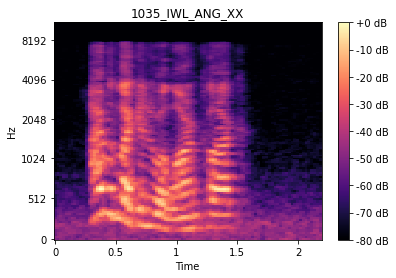 1035_IWL_ANG_XX
8192
4096
2048
1024
512
0
Hz
0
0.5
1
1.5
2
Time
+0 dB
-10 dB
-20 dB
-30 dB
-40 dB
-50 dB
-60 dB
-70 dB
-80 dB